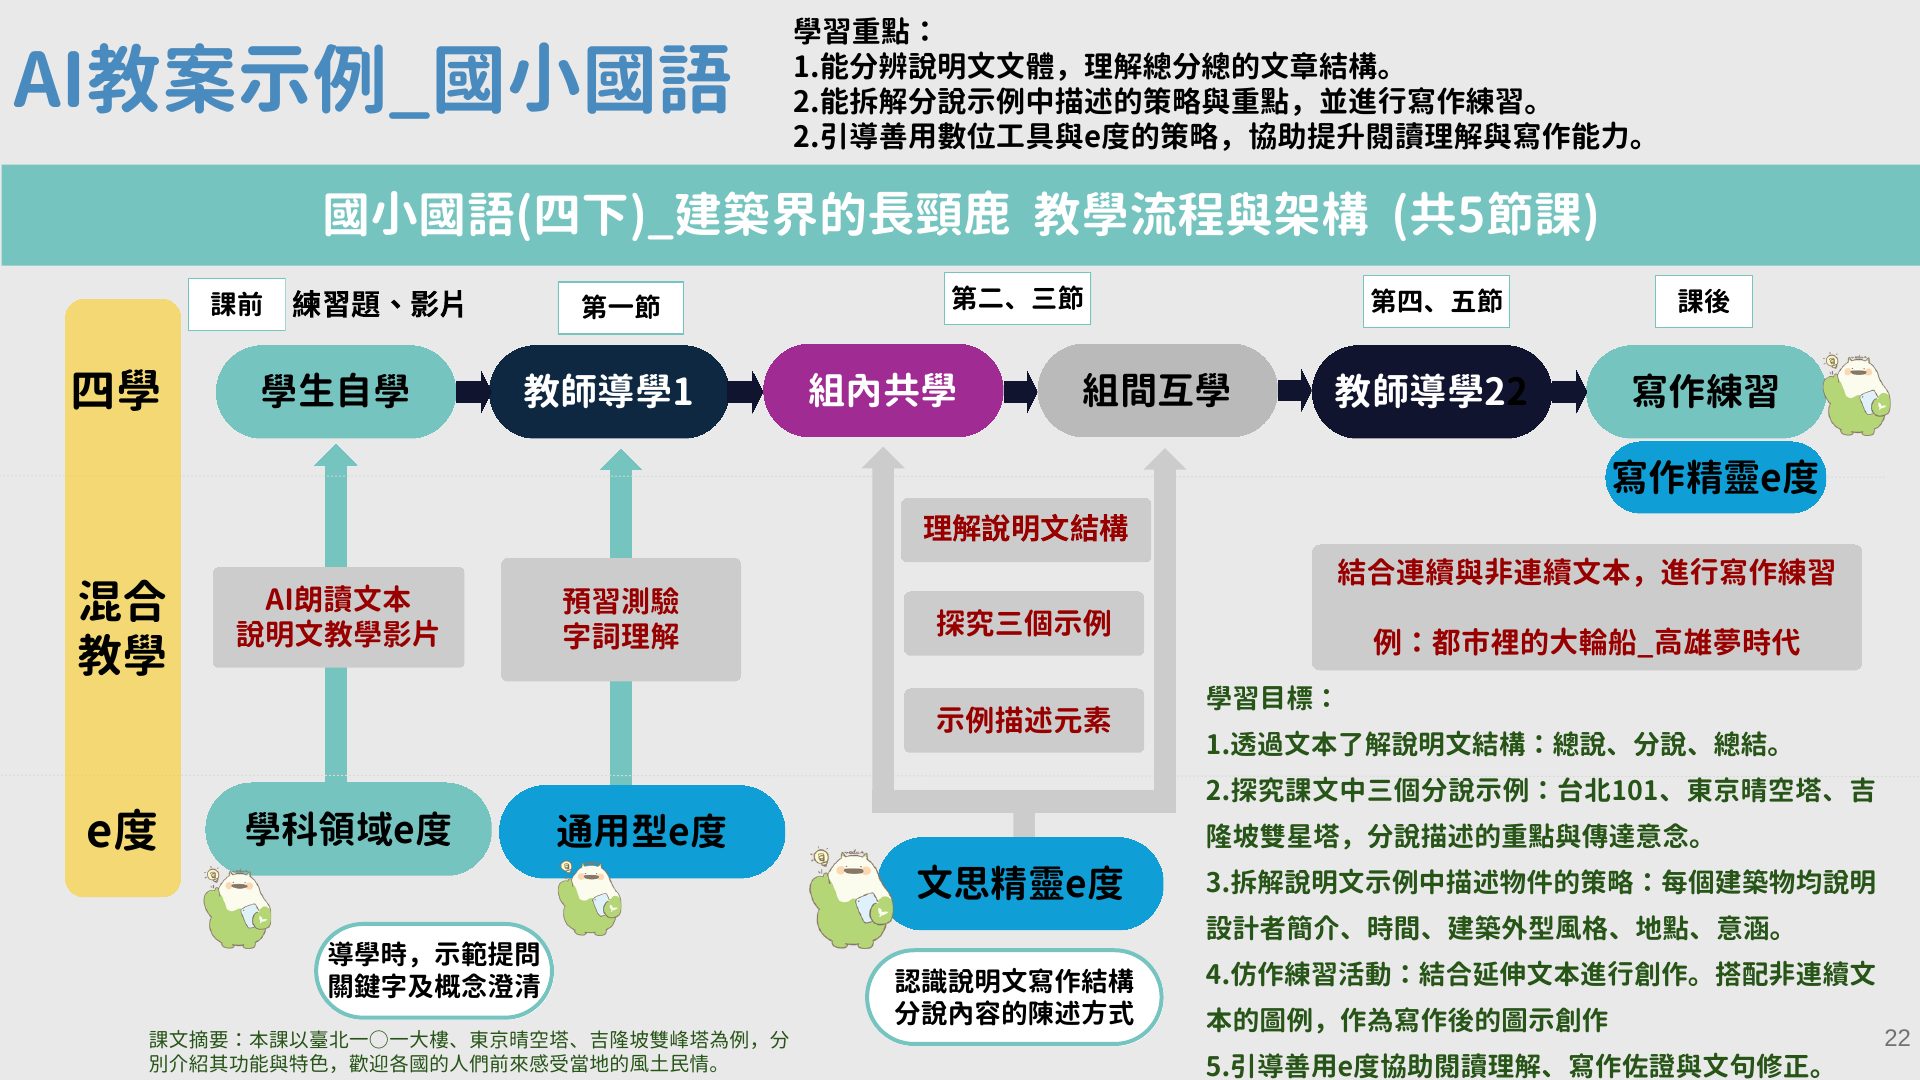 AI教案示例_國小國語
學習重點：
1.能分辨說明文文體，理解總分總的文章結構。
2.能拆解分說示例中描述的策略與重點，並進行寫作練習。
2.引導善用數位工具與e度的策略，協助提升閱讀理解與寫作能力。
國小國語(四下)_建築界的長頸鹿 教學流程與架構 (共5節課)
課前
練習題、影片
第一節
第二、三節
第四、五節
課後
四學
學生自學
教師導學1
組內共學
組間互學
教師導學22
寫作練習
寫作精靈e度
混合
教學
AI朗讀文本
說明文教學影片
預習測驗
字詞理解
理解說明文結構
探究三個示例
示例描述元素
結合連續與非連續文本，進行寫作練習
例：都市裡的大輪船_高雄夢時代
e度
學科領域e度
通用型e度
文思精靈e度
導學時，示範提問
關鍵字及概念澄清
認識說明文寫作結構
分說內容的陳述方式
學習目標：
1.透過文本了解說明文結構：總說、分說、總結。
2.探究課文中三個分說示例：台北101、東京晴空塔、吉
隆坡雙星塔，分說描述的重點與傳達意念。
3.拆解說明文示例中描述物件的策略：每個建築物均說明
設計者簡介、時間、建築外型風格、地點、意涵。
4.仿作練習活動：結合延伸文本進行創作。搭配非連續文
本的圖例，作為寫作後的圖示創作
5.引導善用e度協助閱讀理解、寫作佐證與文句修正。
課文摘要：本課以臺北一〇一大樓、東京晴空塔、吉隆坡雙峰塔為例，分
別介紹其功能與特色，歡迎各國的人們前來感受當地的風土民情。
22